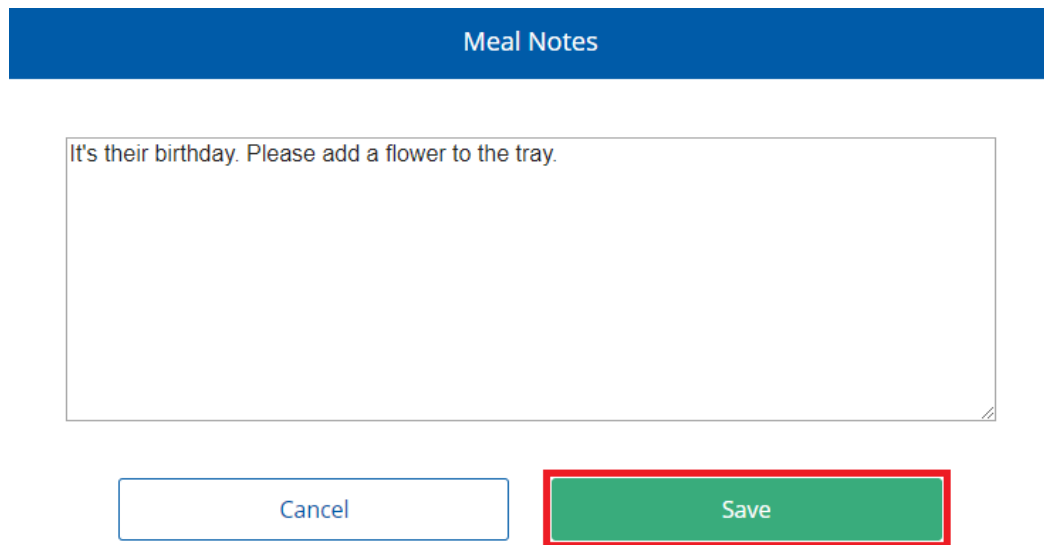 Meal Notes
It's their birthday. Please add a flower to the tray.
Cancel
Save